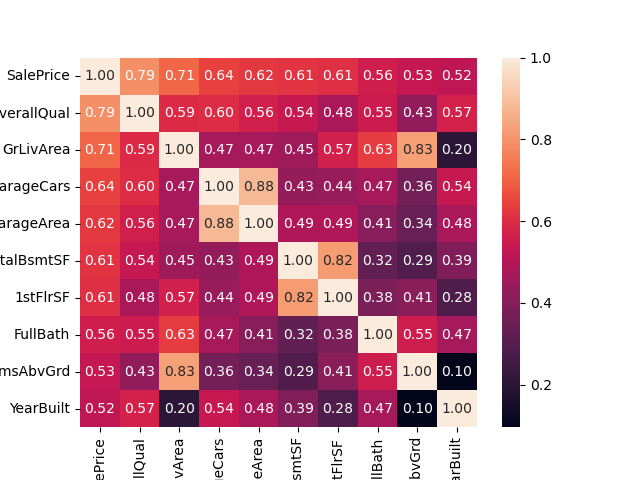 SalePrice 1.00 0.79 0.71 0.64 0.62 0.61 0.61 0.56 0.53 0.52 1.0
verallQual 0.79 1.00 0.59 0.60 0.56 0.54 0.48 0.55 0.43 0.57
GrLivArea 0.71 0.59 1.00 0.47 0.47 0.45 0.57 0.63 0.83 0.20 0.8
arageCars 0.64 0.60 0.47 1.00 0.88 0.43 0.44 0.47 0.36 0.54
arageArea 0.62 0.56 0.47 0.88 1.00 0.49 0.49 0.41 0.34 0.48 0.6
talBsmtSF 0.61 0.54 0.45 0.43 0.49 1.00 0.82 0.32 0.29 0.39
1stFlrSF 0.61 0.48 0.57 0.44 0.49 0.82 1.00 0.38 0.41 0.28 0.4
FullBath 0.56 0.55 0.63 0.47 0.41 0.32 0.38 1.00 0.55 0.47
msAbvGrd 0.53 0.43 0.83 0.36 0.34 0.29 0.41 0.55 1.00 0.10 0.2
YearBuilt 0.52 0.57 0.20 0.54 0.48 0.39 0.28 0.47 0.10 1.00
ePrice
llQual
vArea
eCars
eArea
smtSF
tFlrSF
llBath
bvGrd
arBuilt